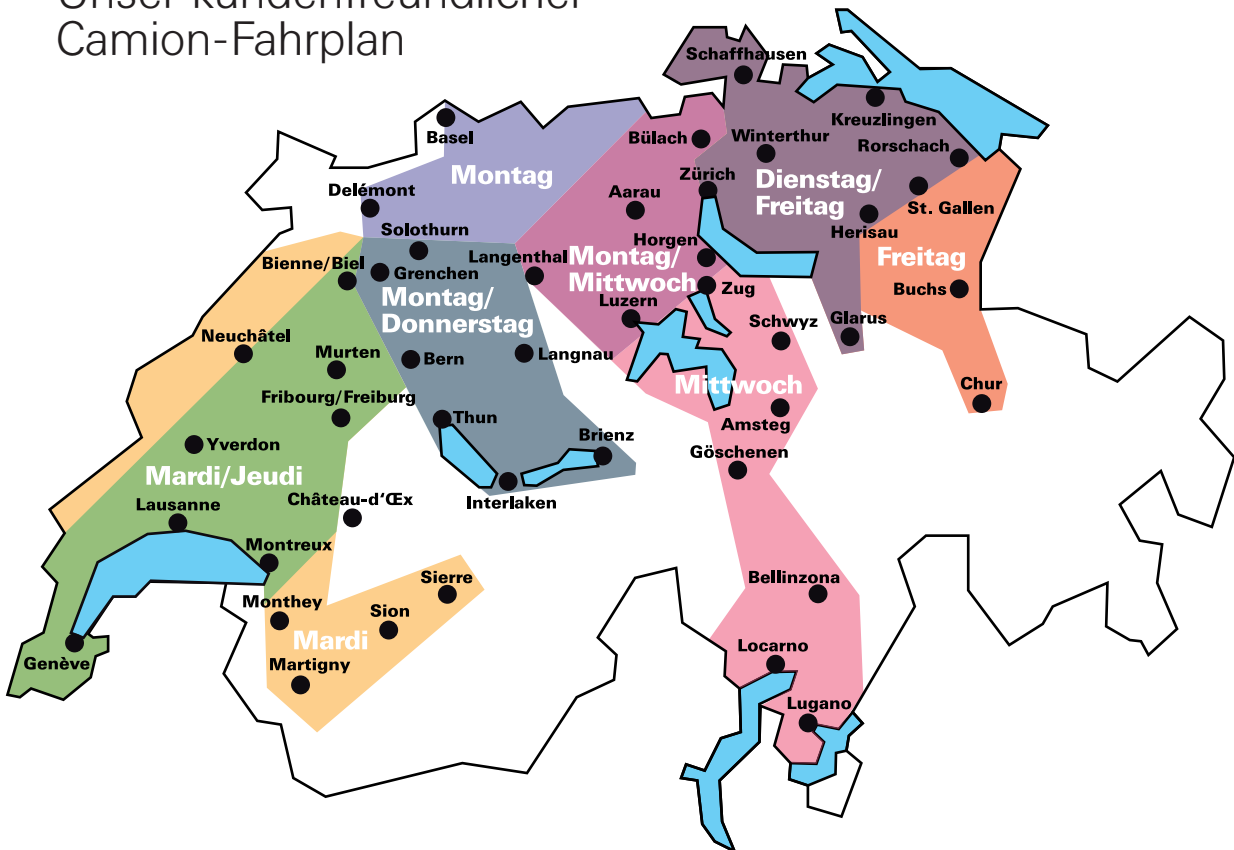 Unser kundenfreundlicher
Camion-Fahrplan
Schaffhausen
Kreuzlingen
Basel
Bülach
Winterthur
Rorschach
Montag
Zürich
Dienstag/
Freitag
Delémont
Aarau
St. Gallen
Solothurn
Herisau
Horgen
Bienne/Biel
Grenchen
Langenthal
Montag/
Mittwoch
Freitag
Montag/
Donnerstag
Zug
Buchs
Luzern
Schwyz
Glarus
Neuchâtel
Murten
Bern
Langnau
Mittwoch
Chur
Fribourg/Freiburg
Thun
Amsteg
Yverdon
Brienz
Göschenen
Mardi/Jeudi
Lausanne
Château-d‘Œx
Interlaken
Montreux
Sierre
Bellinzona
Monthey
Sion
Mardi
Genève
Martigny
Locarno
Lugano